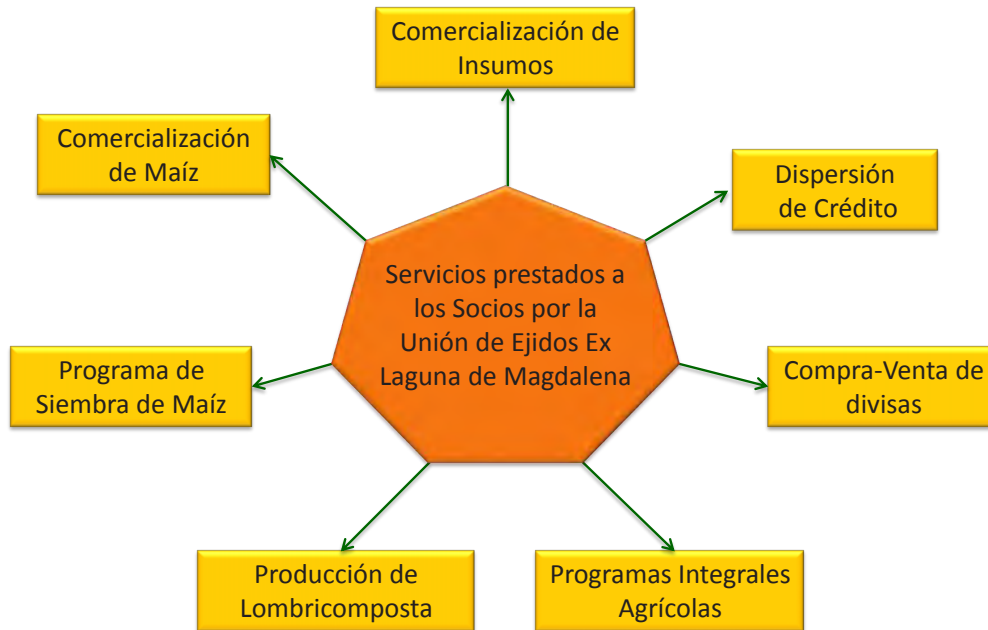 Comercialización de
Insumos
Comercialización
de Maíz
Dispersión
de Crédito
Servicios prestados a
los Socios por la
Unión de Ejidos Ex
Laguna de Magdalena
Programa de
Siembra de Maíz
Compra-Venta de
divisas
Producción de
Lombricomposta
Programas Integrales
Agrícolas